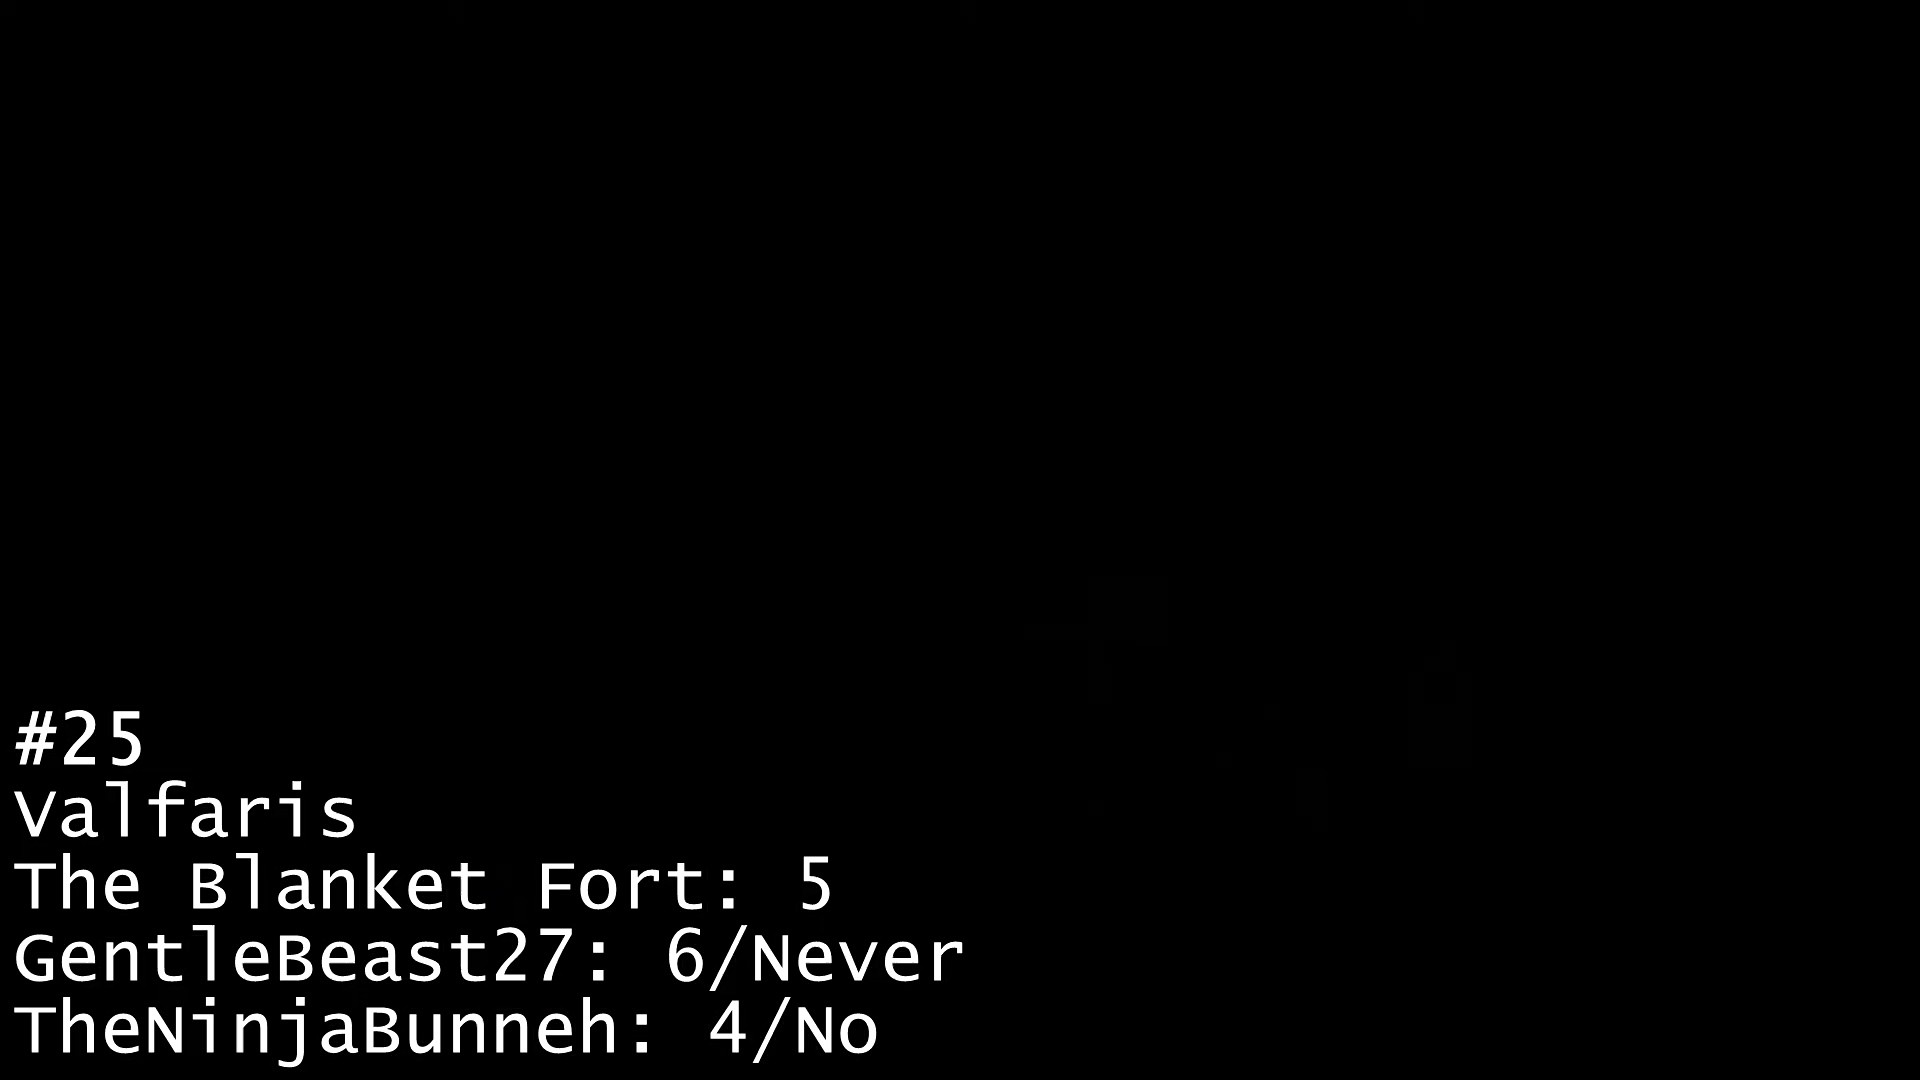 #25
Valfaris
The Blanket Fort: 5
GentleBeast27: 6/Never
TheNinjaBunneh: 4/No